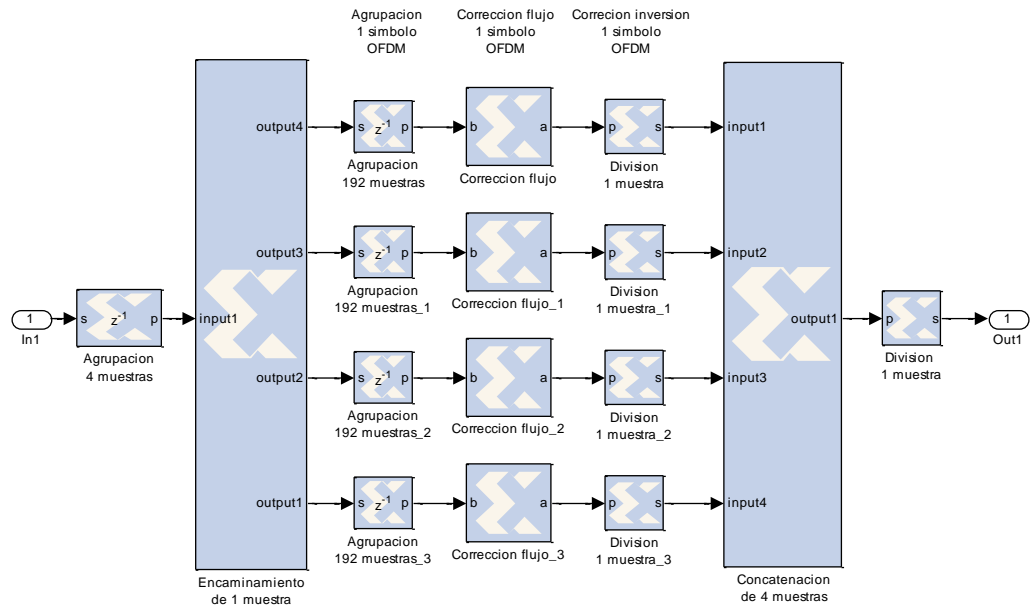 Agrupacion
1 simbolo
OFDM
Correccion flujo
1 simbolo
OFDM
Correcion inversion
1 simbolo
OFDM
output4
s z⁻¹ p
b a
p s
input1
Agrupacion
192 muestras
Correccion flujo
Division
1 muestra
output3
s z⁻¹ p
b a
p s
input2
Agrupacion
192 muestras_1
Correccion flujo_1
Division
1 muestra_1
1
In1
s z⁻¹ p
Agrupacion
4 muestras
input1
output1
p s
Division
1 muestra
1
Out1
output2
s z⁻¹ p
b a
p s
input3
Agrupacion
192 muestras_2
Correccion flujo_2
Division
1 muestra_2
output1
s z⁻¹ p
b a
p s
input4
Agrupacion
192 muestras_3
Correccion flujo_3
Division
1 muestra_3
Encaminamiento
de 1 muestra
Concatenacion
de 4 muestras